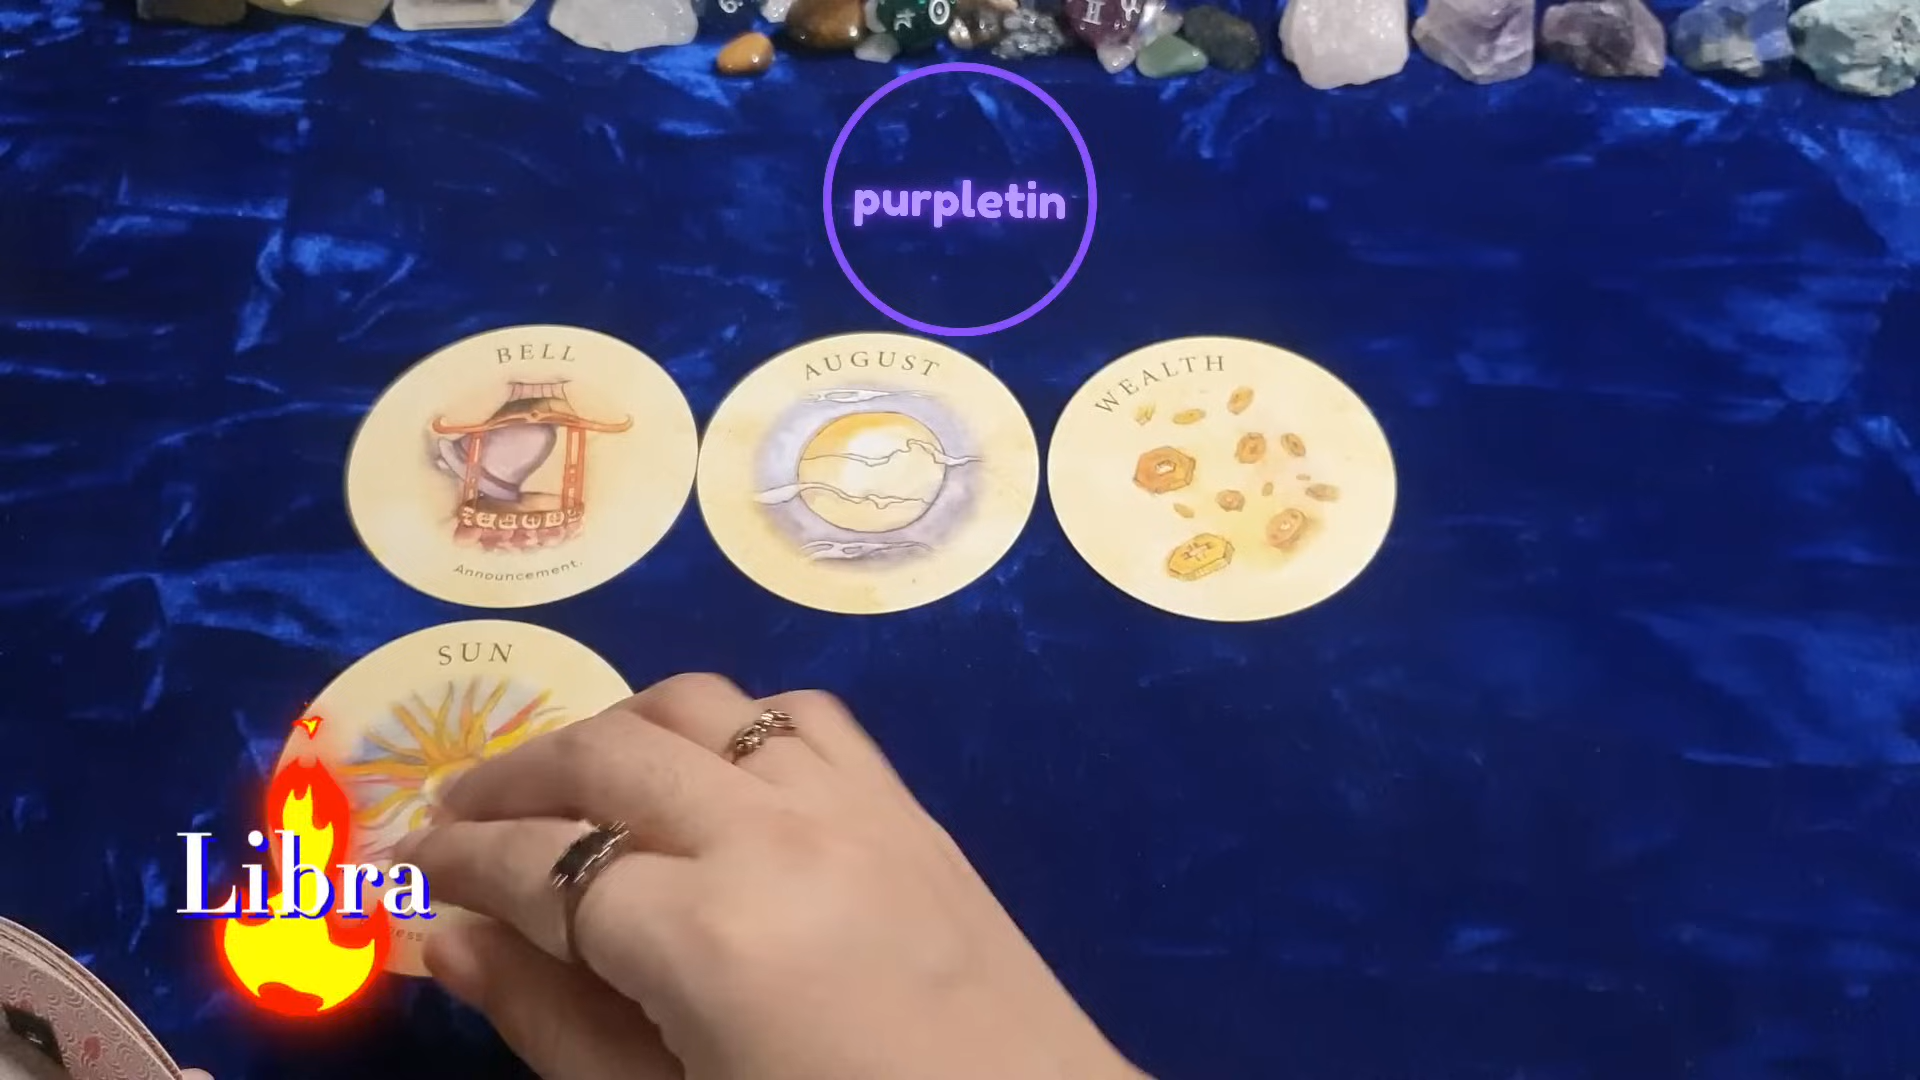 purpletin
BELL
AUGUST
WEALTH
Announcement.
SUN
Libra